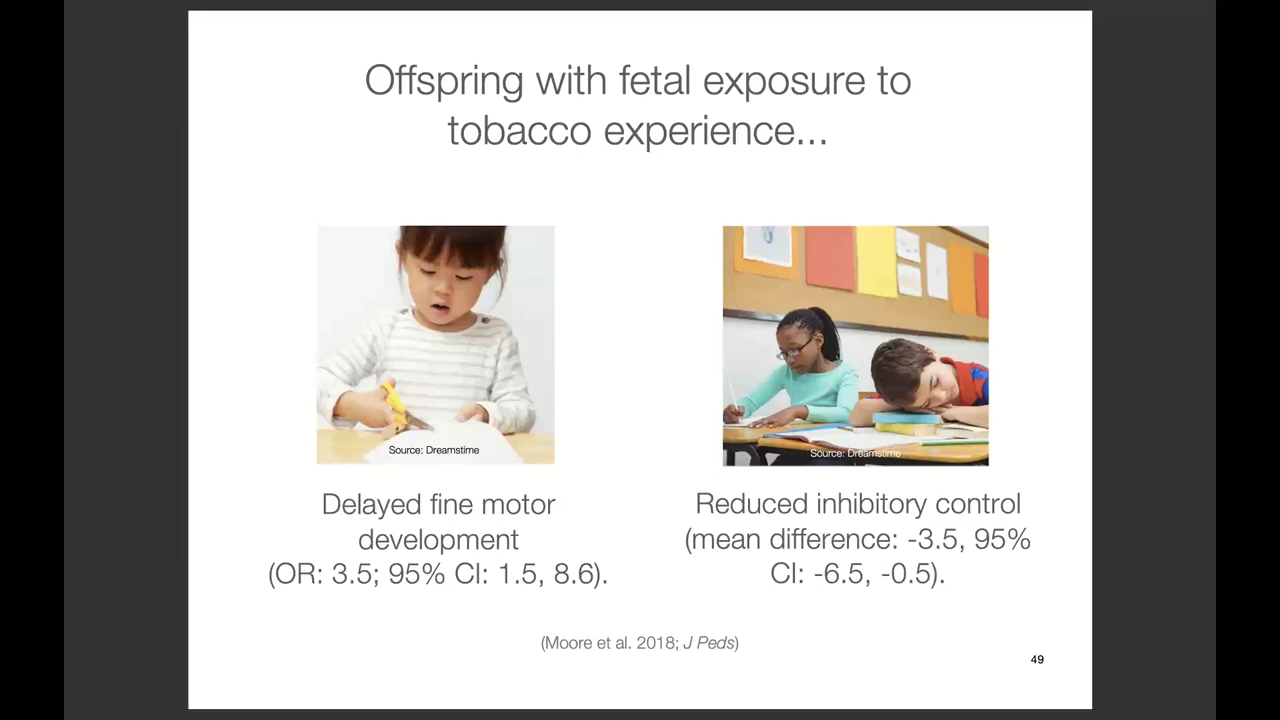 Offspring with fetal exposure to
tobacco experience...
Source: Dreamstime
Delayed fine motor
development
(OR: 3.5; 95% CI: 1.5, 8.6).
Source: Dreamstime
Reduced inhibitory control
(mean difference: -3.5, 95%
CI: -6.5, -0.5).
(Moore et al. 2018; J Peds)
49